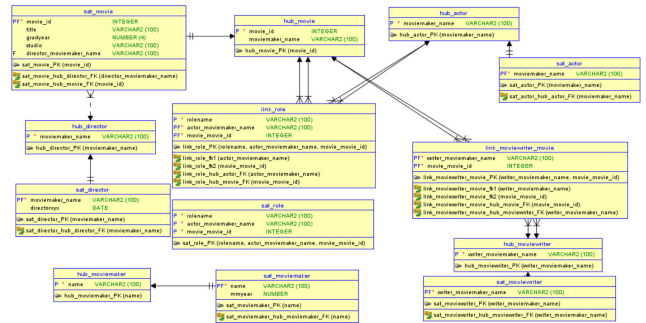 sat_movie
PF* movie_id INTEGER
title VARCHAR2 (100)
gradyear NUMBER (4)
studio VARCHAR2 (100)
F director_moviemaker_name VARCHAR2 (100)
sat_movie_PK (movie_id)
sat_movie_hub_director_FK (director_moviemaker_name)
sat_movie_hub_movie_FK (movie_id)
hub_movie
P * movie_id INTEGER
moviemaker_name VARCHAR2 (100)
hub_movie_PK (movie_id)
hub_actor
P * moviemaker_name VARCHAR2 (100)
hub_actor_PK (moviemaker_name)
sat_actor
PF* moviemaker_name VARCHAR2 (100)
sat_actor_PK (moviemaker_name)
sat_actor_hub_actor_FK (moviemaker_name)
hub_director
P * moviemaker_name VARCHAR2 (100)
hub_director_PK (moviemaker_name)
link_role
P * rolename VARCHAR2 (100)
PF* actor_moviemaker_name VARCHAR2 (100)
PF* movie_movie_id INTEGER
link_role_PK (rolename, actor_moviemaker_name, movie_movie_id)
link_role_fk1 (actor_moviemaker_name)
link_role_fk2 (movie_movie_id)
link_role_hub_actor_FK (actor_moviemaker_name)
link_role_hub_movie_FK (movie_movie_id)
link_moviewriter_movie
PF* writer_moviemaker_name VARCHAR2 (100)
PF* movie_movie_id INTEGER
link_moviewriter_movie_PK (writer_moviemaker_name, movie_movie_id)
link_moviewriter_movie_fk1 (writer_moviemaker_name)
link_moviewriter_movie_fk2 (movie_movie_id)
link_moviewriter_movie_hub_movie_FK (movie_movie_id)
link_moviewriter_movie_hub_moviewriter_FK (writer_moviemaker_name)
sat_director
PF* moviemaker_name VARCHAR2 (100)
directoryx DATE
sat_director_PK (moviemaker_name)
sat_director_hub_director_FK (moviemaker_name)
sat_role
P * rolename VARCHAR2 (100)
P * actor_moviemaker_name VARCHAR2 (100)
P * movie_movie_id INTEGER
sat_role_PK (rolename, actor_moviemaker_name, movie_movie_id)
hub_moviewriter
P * writer_moviemaker_name VARCHAR2 (100)
hub_moviewriter_PK (writer_moviemaker_name)
hub_moviemaker
P * name VARCHAR2 (100)
hub_moviemaker_PK (name)
sat_moviemaker
PF* name VARCHAR2 (100)
mmyear NUMBER
sat_moviemaker_PK (name)
sat_moviemaker_hub_moviemaker_FK (name)
sat_moviewriter
PF* writer_moviemaker_name VARCHAR2 (100)
sat_moviewriter_PK (writer_moviemaker_name)
sat_moviewriter_hub_moviewriter_FK (writer_moviemaker_name)